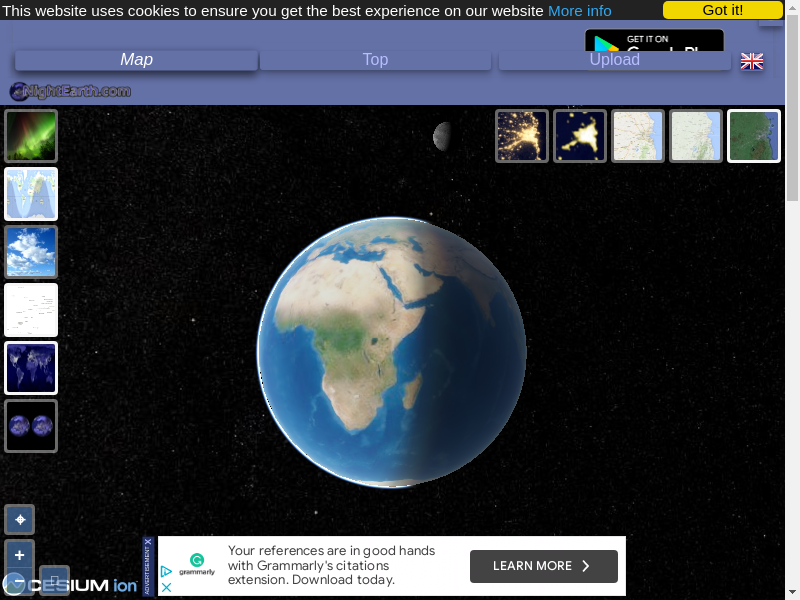 This website uses cookies to ensure you get the best experience on our website More info
Got it!
GET IT ON
Map
Top
Upload
NightEarth.com
ADVERTISEMENT X
grammarly
Your references are in good hands
with Grammarly's citations
extension. Download today.
LEARN MORE
CESIUM ion